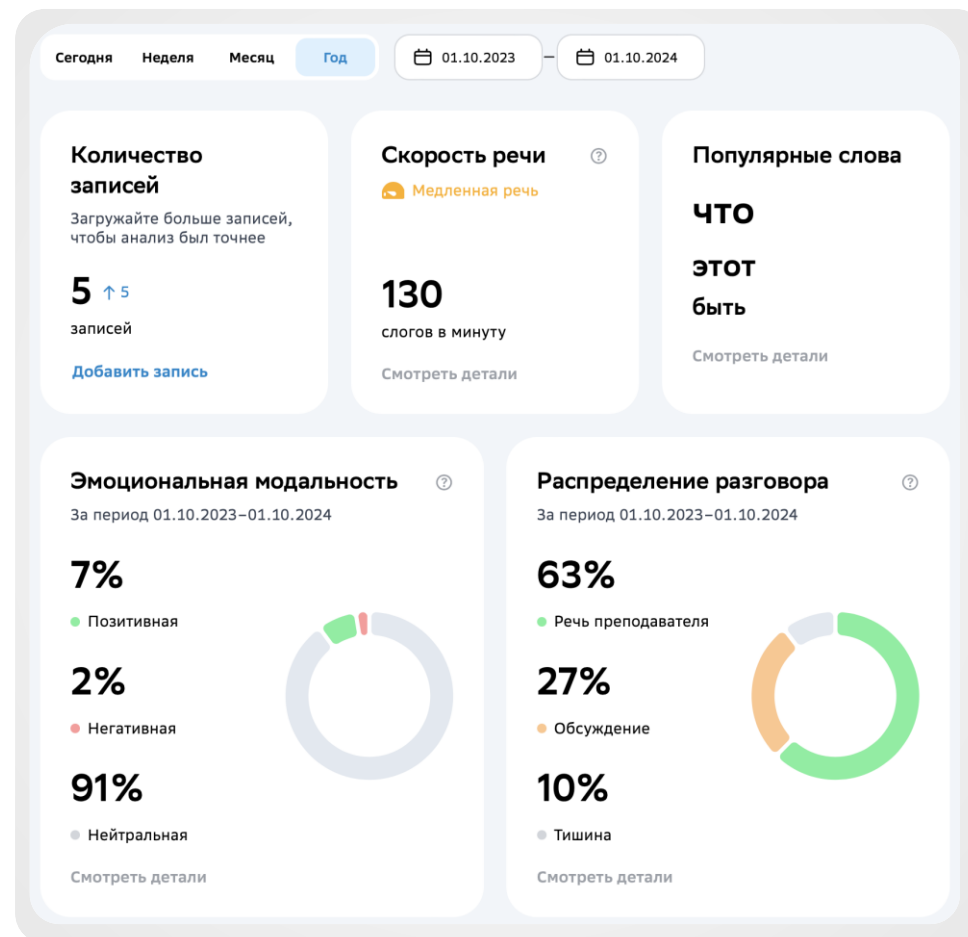 Сегодня Неделя Месяц Год 01.10.2023 – 01.10.2024
Количество
записей
Загружайте больше записей,
чтобы анализ был точнее
5 ↑ 5
записей
Добавить запись
Скорость речи ?
Медленная речь
130
слогов в минуту
Смотреть детали
Популярные слова
что
этот
быть
Смотреть детали
Эмоциональная модальность ?
За период 01.10.2023–01.10.2024
7%
Позитивная
2%
Негативная
91%
Нейтральная
Смотреть детали
Распределение разговора ?
За период 01.10.2023–01.10.2024
63%
Речь преподавателя
27%
Обсуждение
10%
Тишина
Смотреть детали